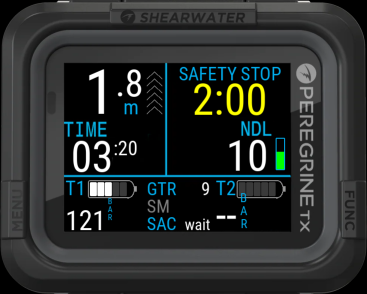 SHEARWATER
1.8 m
SAFETY STOP
2:00
TIME
03:20
NDL
10
T1 BAR
121
GTR 9
SM
SAC wait
T2 BAR
--
PEREGRINE TX
MENU
FUNC